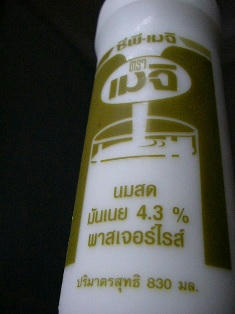 ซีพี-เมจิ
ตรา
เมจิ
นมสด
มันเนย 4.3 %
พาสเจอร์ไรส์
ปริมาตรสุทธิ 830 มล.